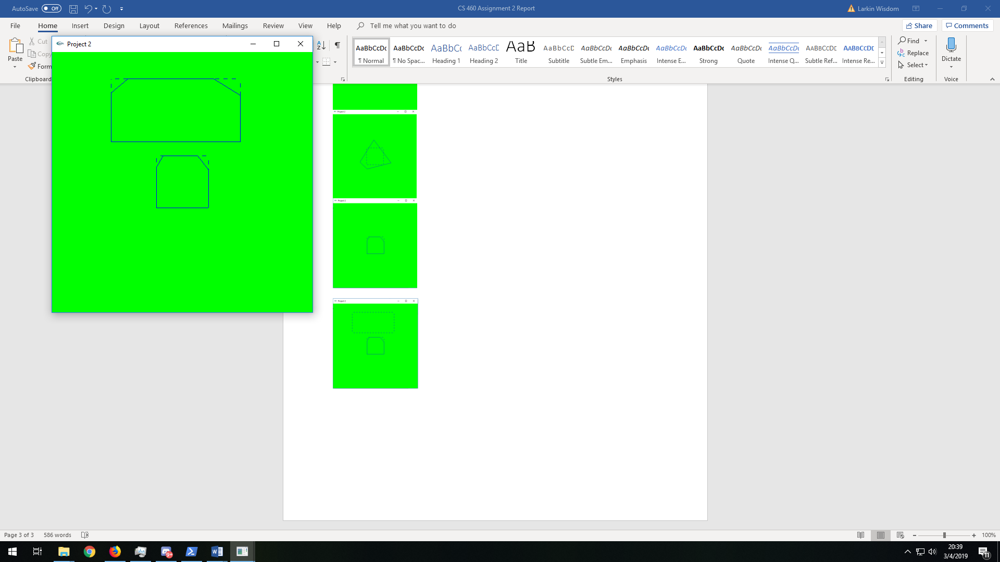 AutoSave Off
CS 460 Assignment 2 Report
Larkin Wisdom
File Home Insert Design Layout References Mailings Review View Help Tell me what you want to do
Share Comments
Paste
Cut
Copy
Form
Clipboard
Project 2
AaBbCcDc AaBbCcDc AaBbCc AaBbCcD AaB AaBbCcD AaBbCcDc AaBbCcDc AaBbCcDc AaBbCcDc AaBbCcDc AaBbCcDc AABBCCDE AABBCCDE
¶ Normal ¶ No Spac... Heading 1 Heading 2 Title Subtitle Subtle Em... Emphasis Intense E... Strong Quote Intense Q... Subtle Ref... Intense Re...
Styles
Find
Replace
Select
Editing
Dictate
Voice
Project 2
Project 2
Project 2
Page 3 of 3 586 words
100%
9+
20:39
3/4/2019
11